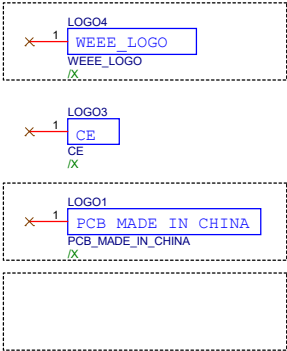 LOGO4
1
WEEE_LOGO
WEEE_LOGO
/X
LOGO3
1
CE
CE
/X
LOGO1
1
PCB MADE IN CHINA
PCB_MADE_IN_CHINA
/X